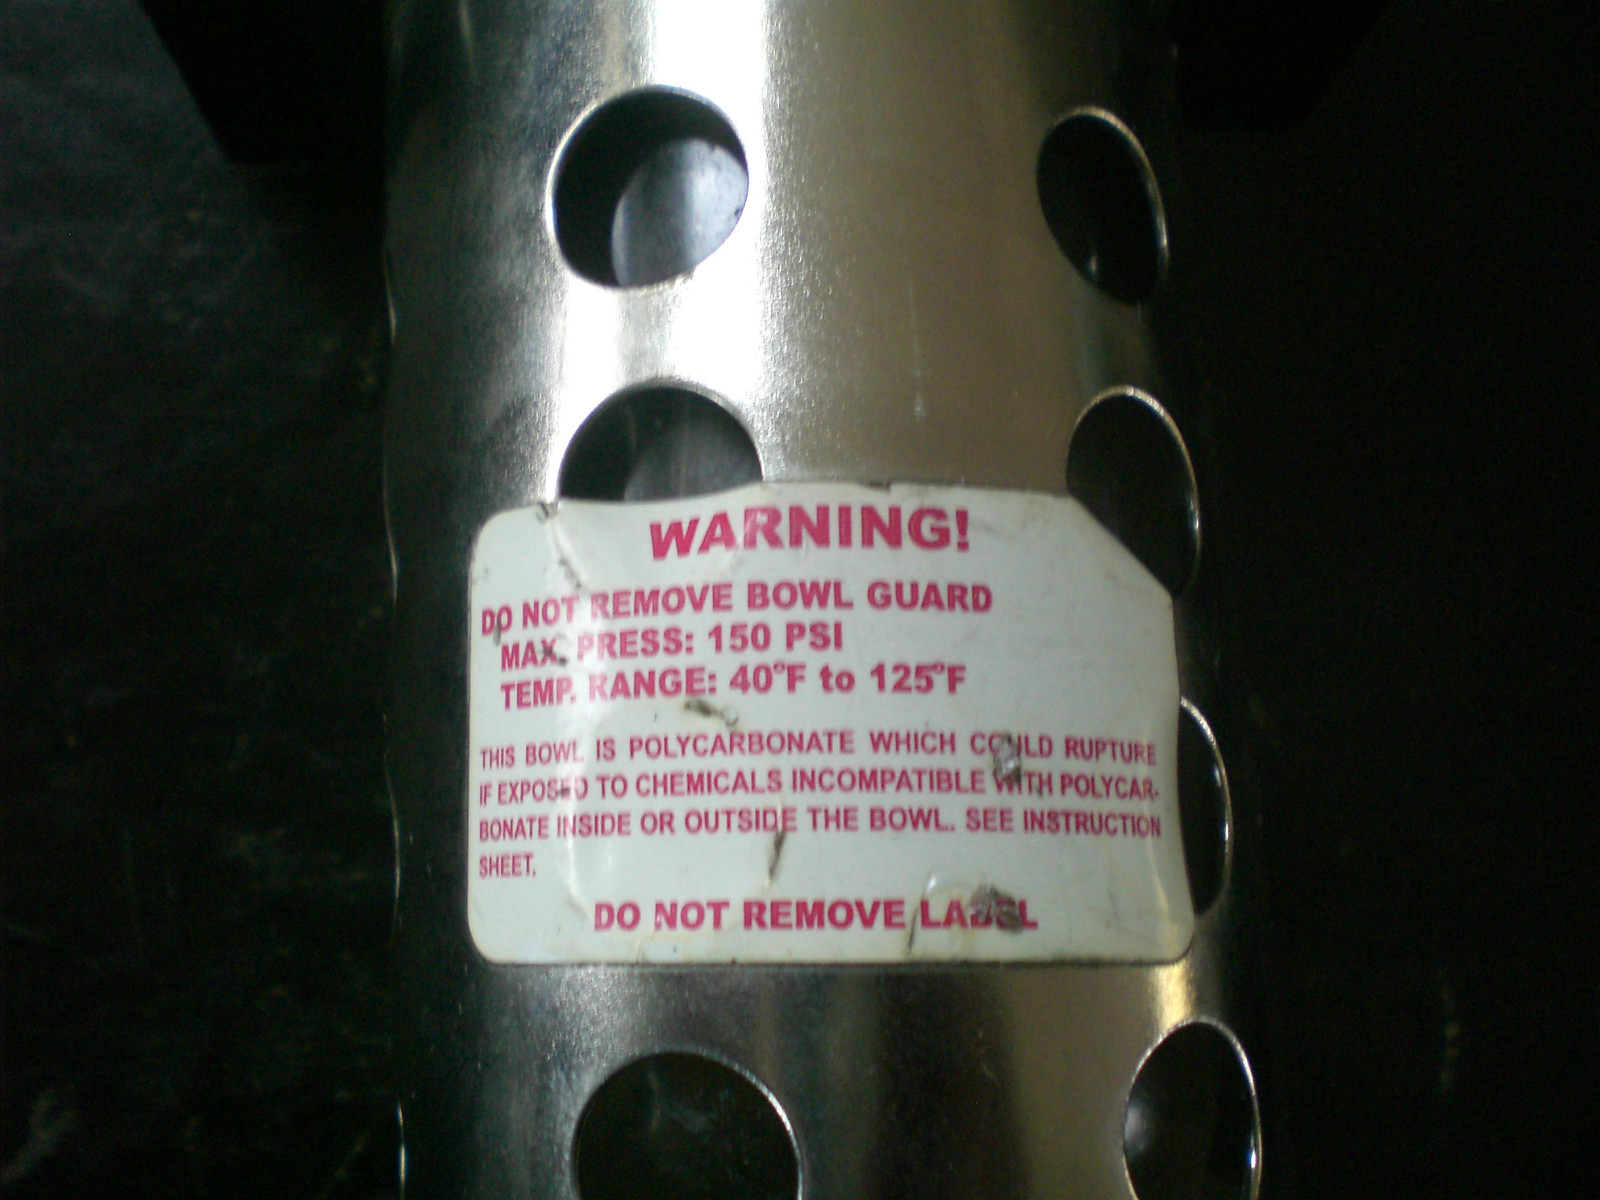 WARNING!
DO NOT REMOVE BOWL GUARD
MAX. PRESS: 150 PSI
TEMP. RANGE: 40°F to 125°F
THIS BOWL IS POLYCARBONATE WHICH COULD RUPTURE
IF EXPOSED TO CHEMICALS INCOMPATIBLE WITH POLYCAR-
BONATE INSIDE OR OUTSIDE THE BOWL. SEE INSTRUCTION
SHEET.
DO NOT REMOVE LABEL